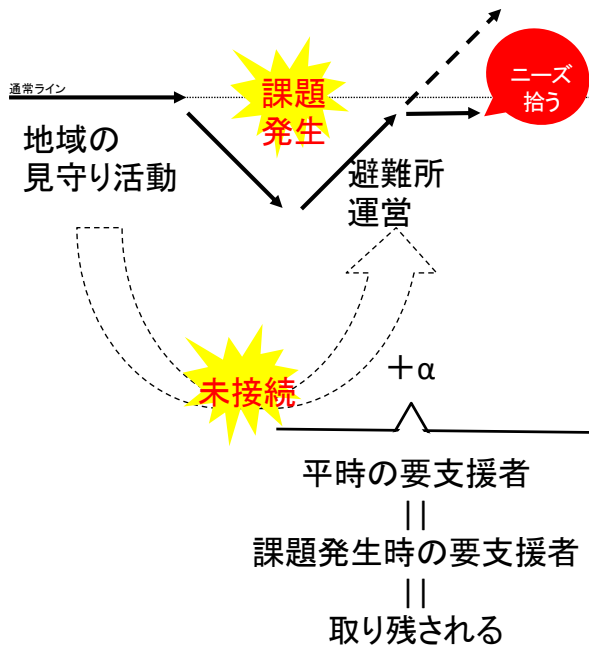 通常ライン
課題
発生
ニーズ
拾う
地域の
見守り活動
避難所
運営
未接続
＋α
平時の要支援者
||
課題発生時の要支援者
||
取り残される